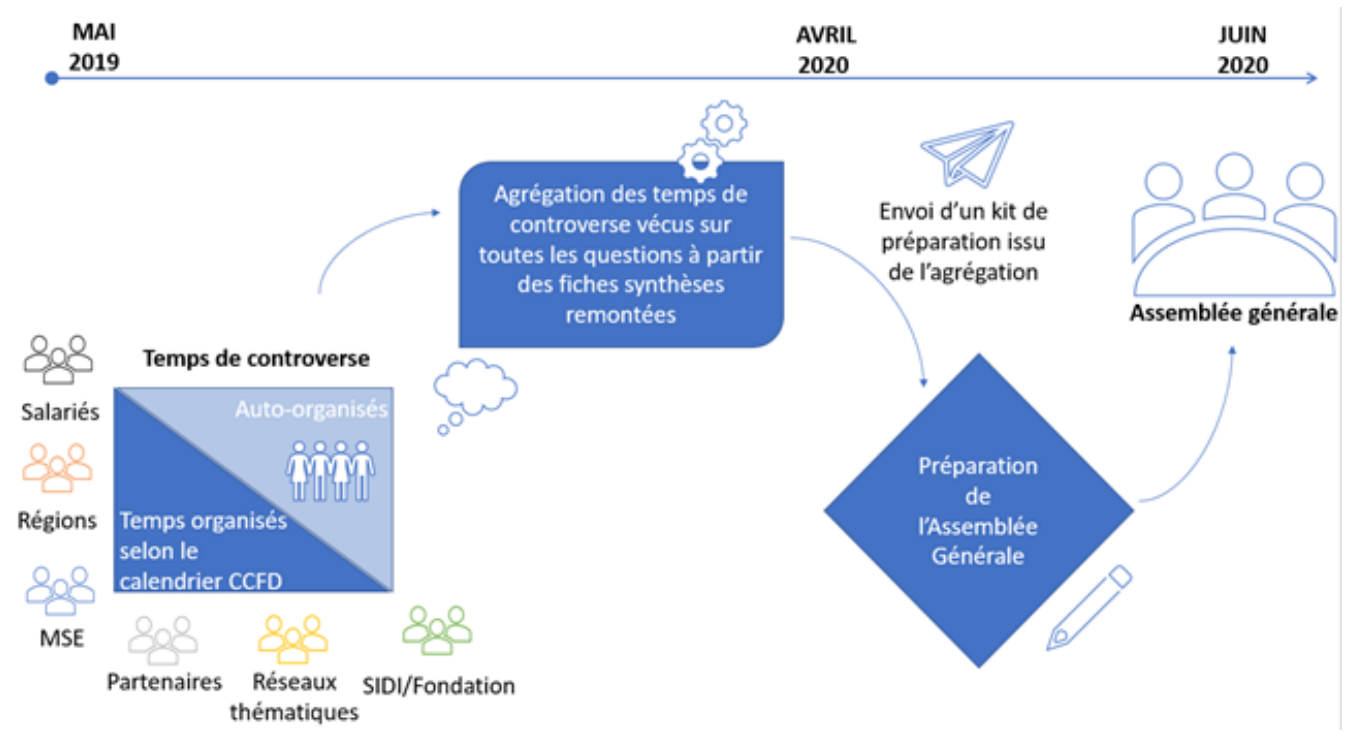 MAI
2019
AVRIL
2020
JUIN
2020
Agrégation des temps de
controverse vécus sur
toutes les questions à partir
des fiches synthèses
remontées
Envoi d'un kit de
préparation issu
de l'agrégation
Assemblée générale
Temps de controverse
Auto-organisés
Temps organisés
selon le
calendrier CCFD
Salariés
Régions
MSE
Partenaires
Réseaux
thématiques
SIDI/Fondation
Préparation
de
l'Assemblée
Générale